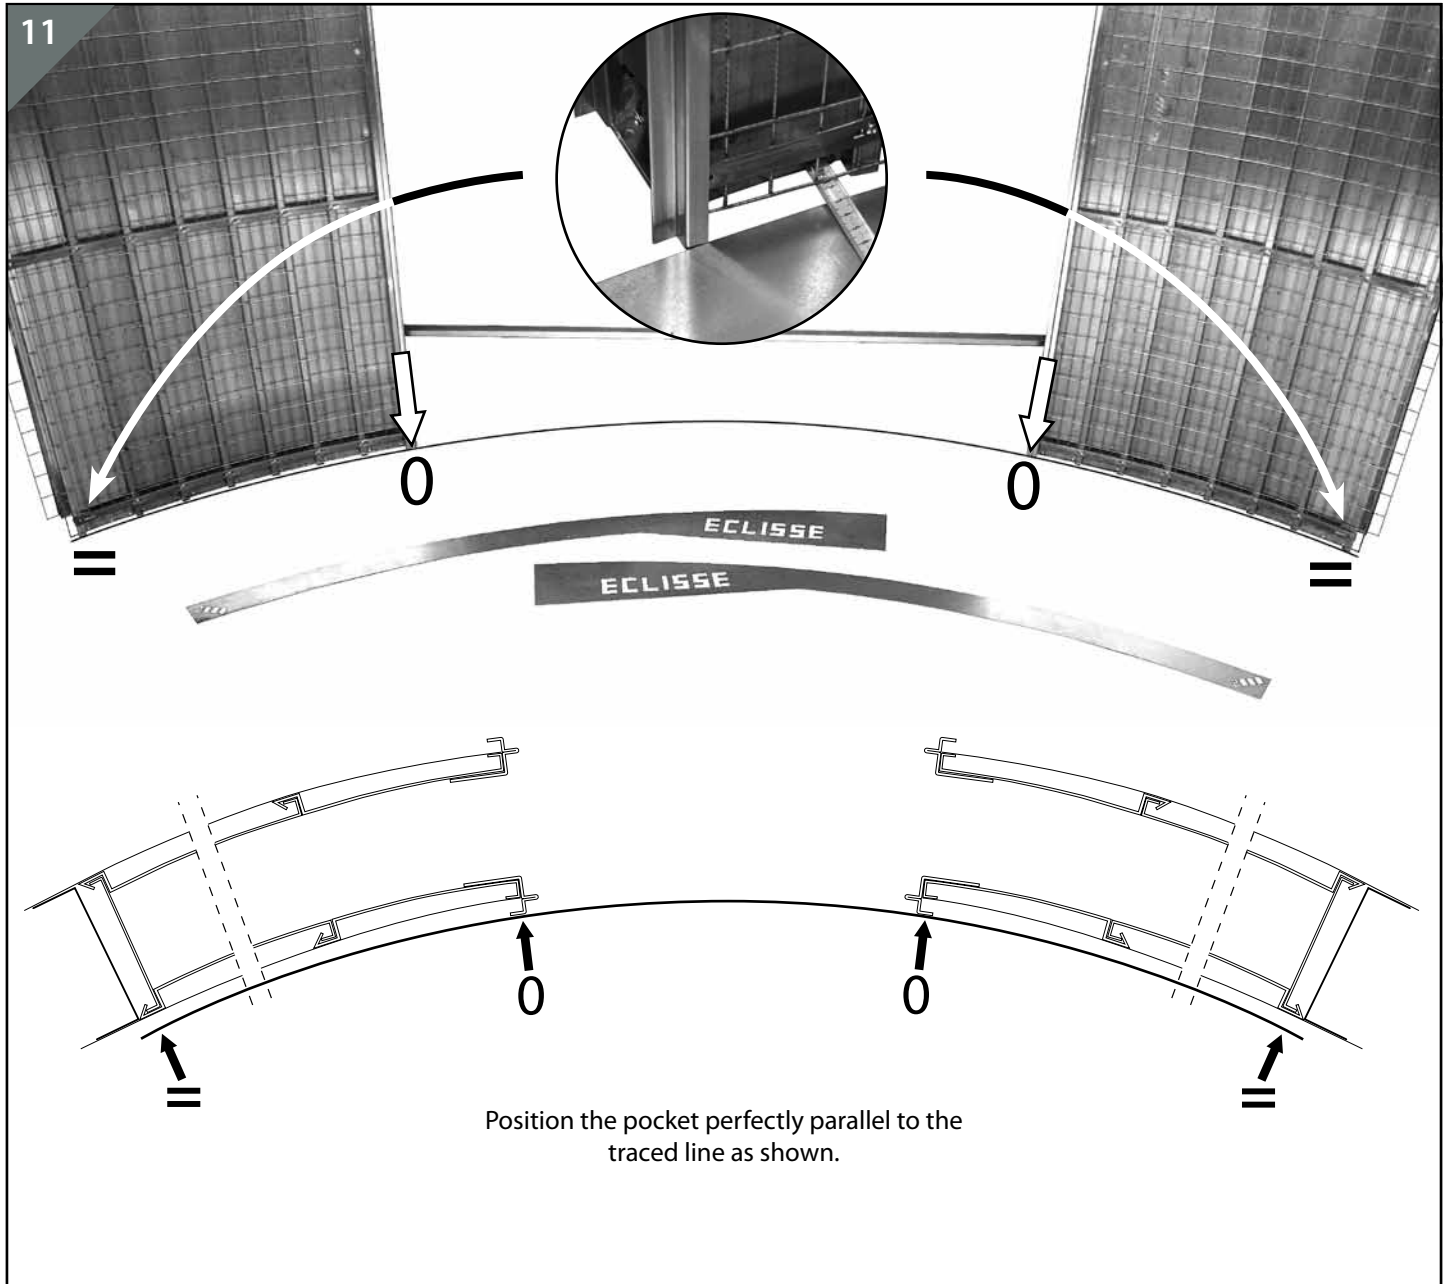 11
0
0
=
=
ECLISSE
ECLISSE
0
0
=
=
Position the pocket perfectly parallel to the
traced line as shown.